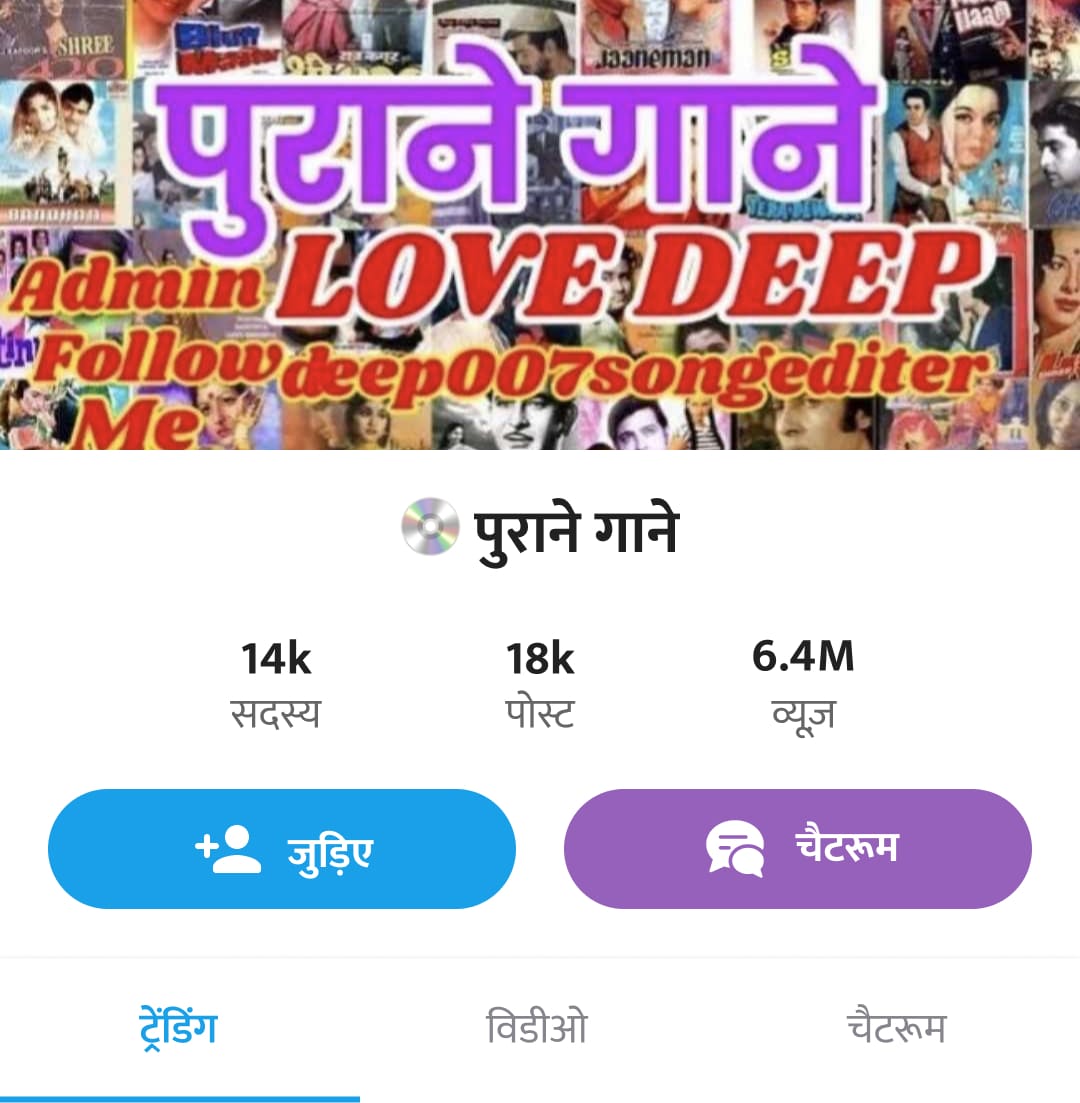 SHREE
420
Bluff
Master
Jaaneman
पुराने गाने
Admin LOVE DEEP
Follow deep007songediter
Me
पुराने गाने
14k 18k 6.4M
सदस्य पोस्ट व्यूज़
जुड़िए चैटरूम
ट्रेंडिंग विडीओ चैटरूम